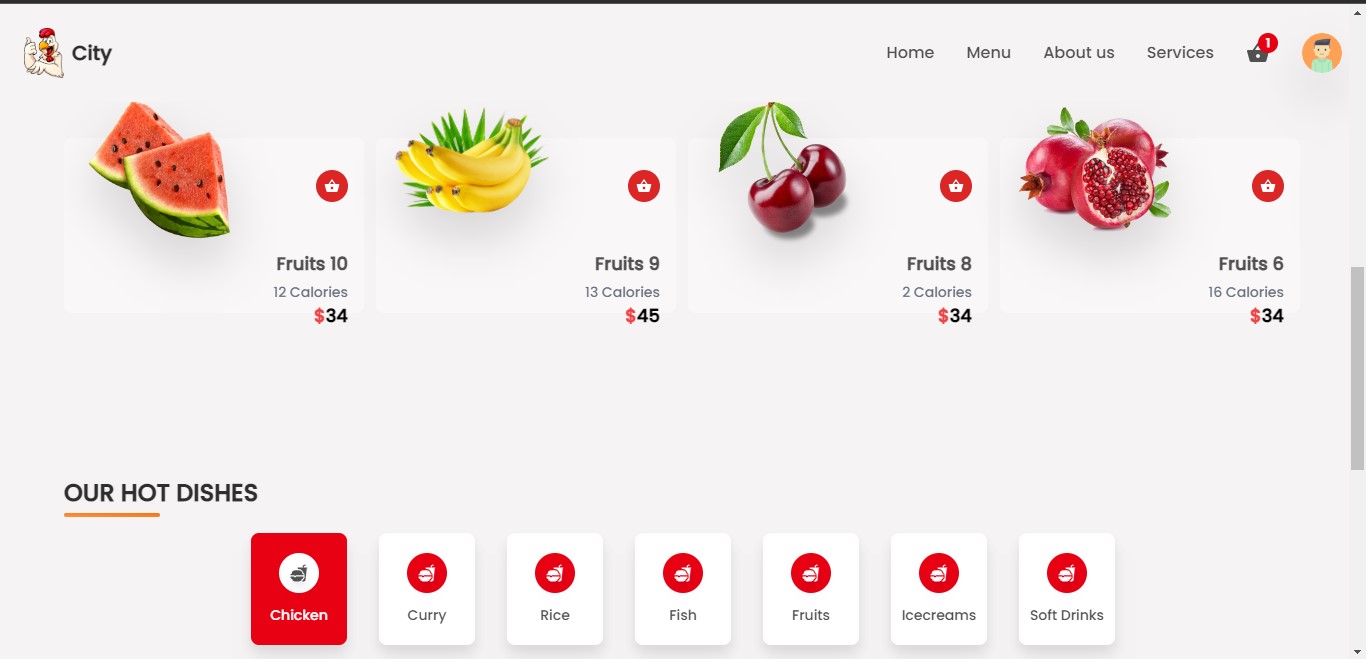 City
Home
Menu
About us
Services
1
Fruits 10
12 Calories
$34
Fruits 9
13 Calories
$45
Fruits 8
2 Calories
$34
Fruits 6
16 Calories
$34
OUR HOT DISHES
Chicken
Curry
Rice
Fish
Fruits
Icecreams
Soft Drinks